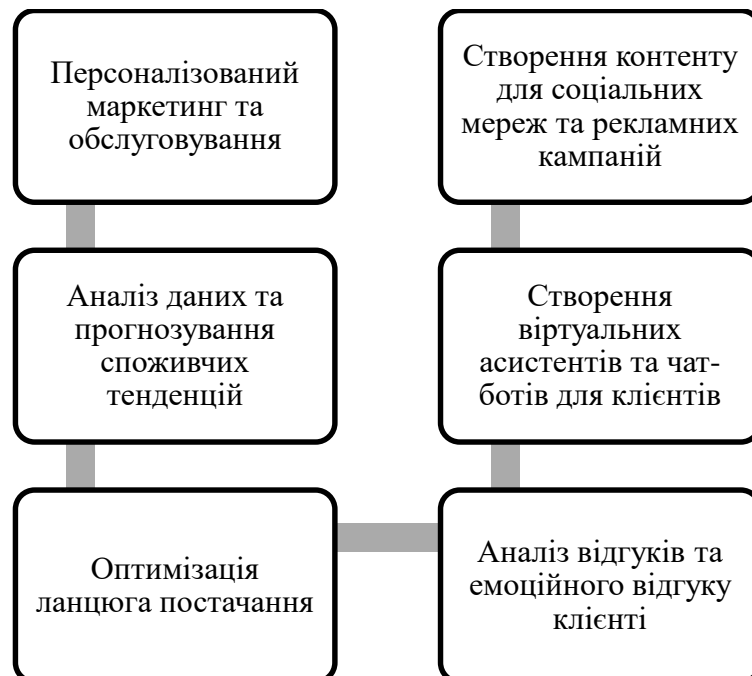 Персоналізований
маркетинг та
обслуговування
Аналіз даних та
прогнозування
споживчих
тенденцій
Оптимізація
ланцюга постачання
Аналіз відгуків та
емоційного відгуку
клієнті
Створення
віртуальних
асистентів та чат-
ботів для клієнтів
Створення контенту
для соціальних
мереж та рекламних
кампаній